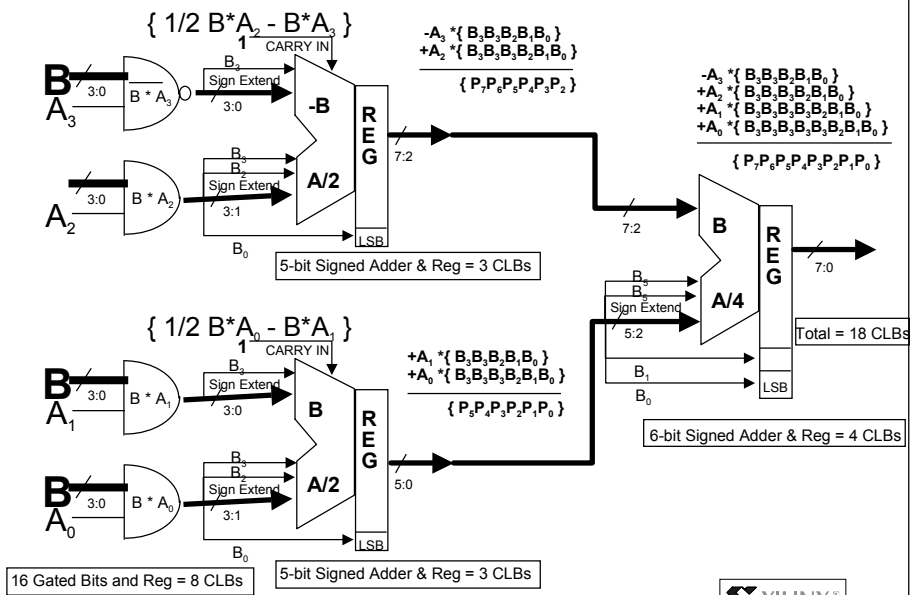 { 1/2 B*A₂ - B*A₃ }
1 CARRY IN
B 3:0
A₃
B * A₃
B₃
Sign Extend
3:0
-B
REG
7:2
-A₃ *{ B₃B₃B₂B₁B₀ }
+A₂ *{ B₃B₃B₃B₂B₁B₀ }
{ P₇P₆P₅P₄P₃P₂ }
3:0
A₂
B * A₂
B₃
B₂
Sign Extend
3:1
A/2
B₀
LSB
5-bit Signed Adder & Reg = 3 CLBs
-A₃ *{ B₃B₃B₂B₁B₀ }
+A₂ *{ B₃B₃B₃B₂B₁B₀ }
+A₁ *{ B₃B₃B₃B₃B₂B₁B₀ }
+A₀ *{ B₃B₃B₃B₃B₃B₂B₁B₀ }
{ P₇P₆P₅P₄P₃P₂P₁P₀ }
7:2
B
REG
7:0
B₅
B₅
Sign Extend
5:2
A/4
Total = 18 CLBs
B₁
B₀
LSB
6-bit Signed Adder & Reg = 4 CLBs
{ 1/2 B*A₀ - B*A₁ }
1 CARRY IN
B 3:0
A₁
B * A₁
B₃
Sign Extend
3:0
B
REG
5:0
+A₁ *{ B₃B₃B₂B₁B₀ }
+A₀ *{ B₃B₃B₃B₂B₁B₀ }
{ P₅P₄P₃P₂P₁P₀ }
B 3:0
A₀
B * A₀
B₃
B₂
Sign Extend
3:1
A/2
B₀
LSB
16 Gated Bits and Reg = 8 CLBs
5-bit Signed Adder & Reg = 3 CLBs
XILINX®